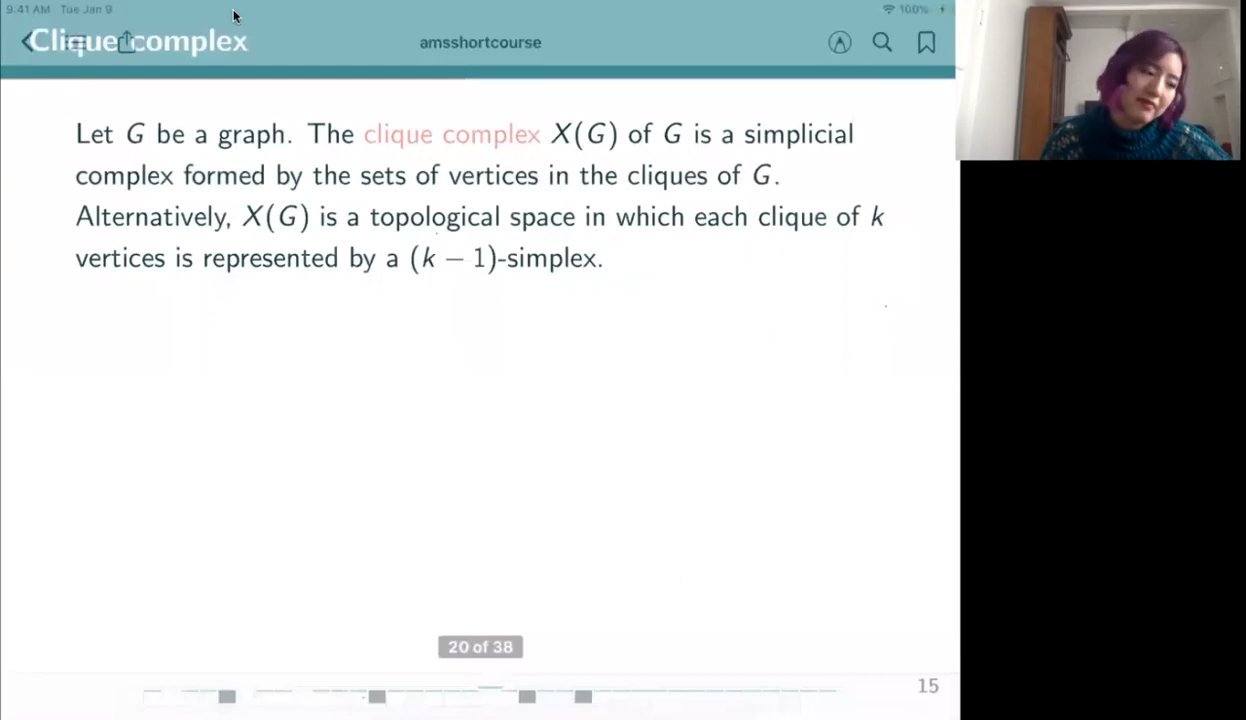 9:41 AM Tue Jan 9
100%
Clique complex
amsshortcourse
Let G be a graph. The clique complex X(G) of G is a simplicial
complex formed by the sets of vertices in the cliques of G.
Alternatively, X(G) is a topological space in which each clique of k
vertices is represented by a (k − 1)-simplex.
20 of 38
15